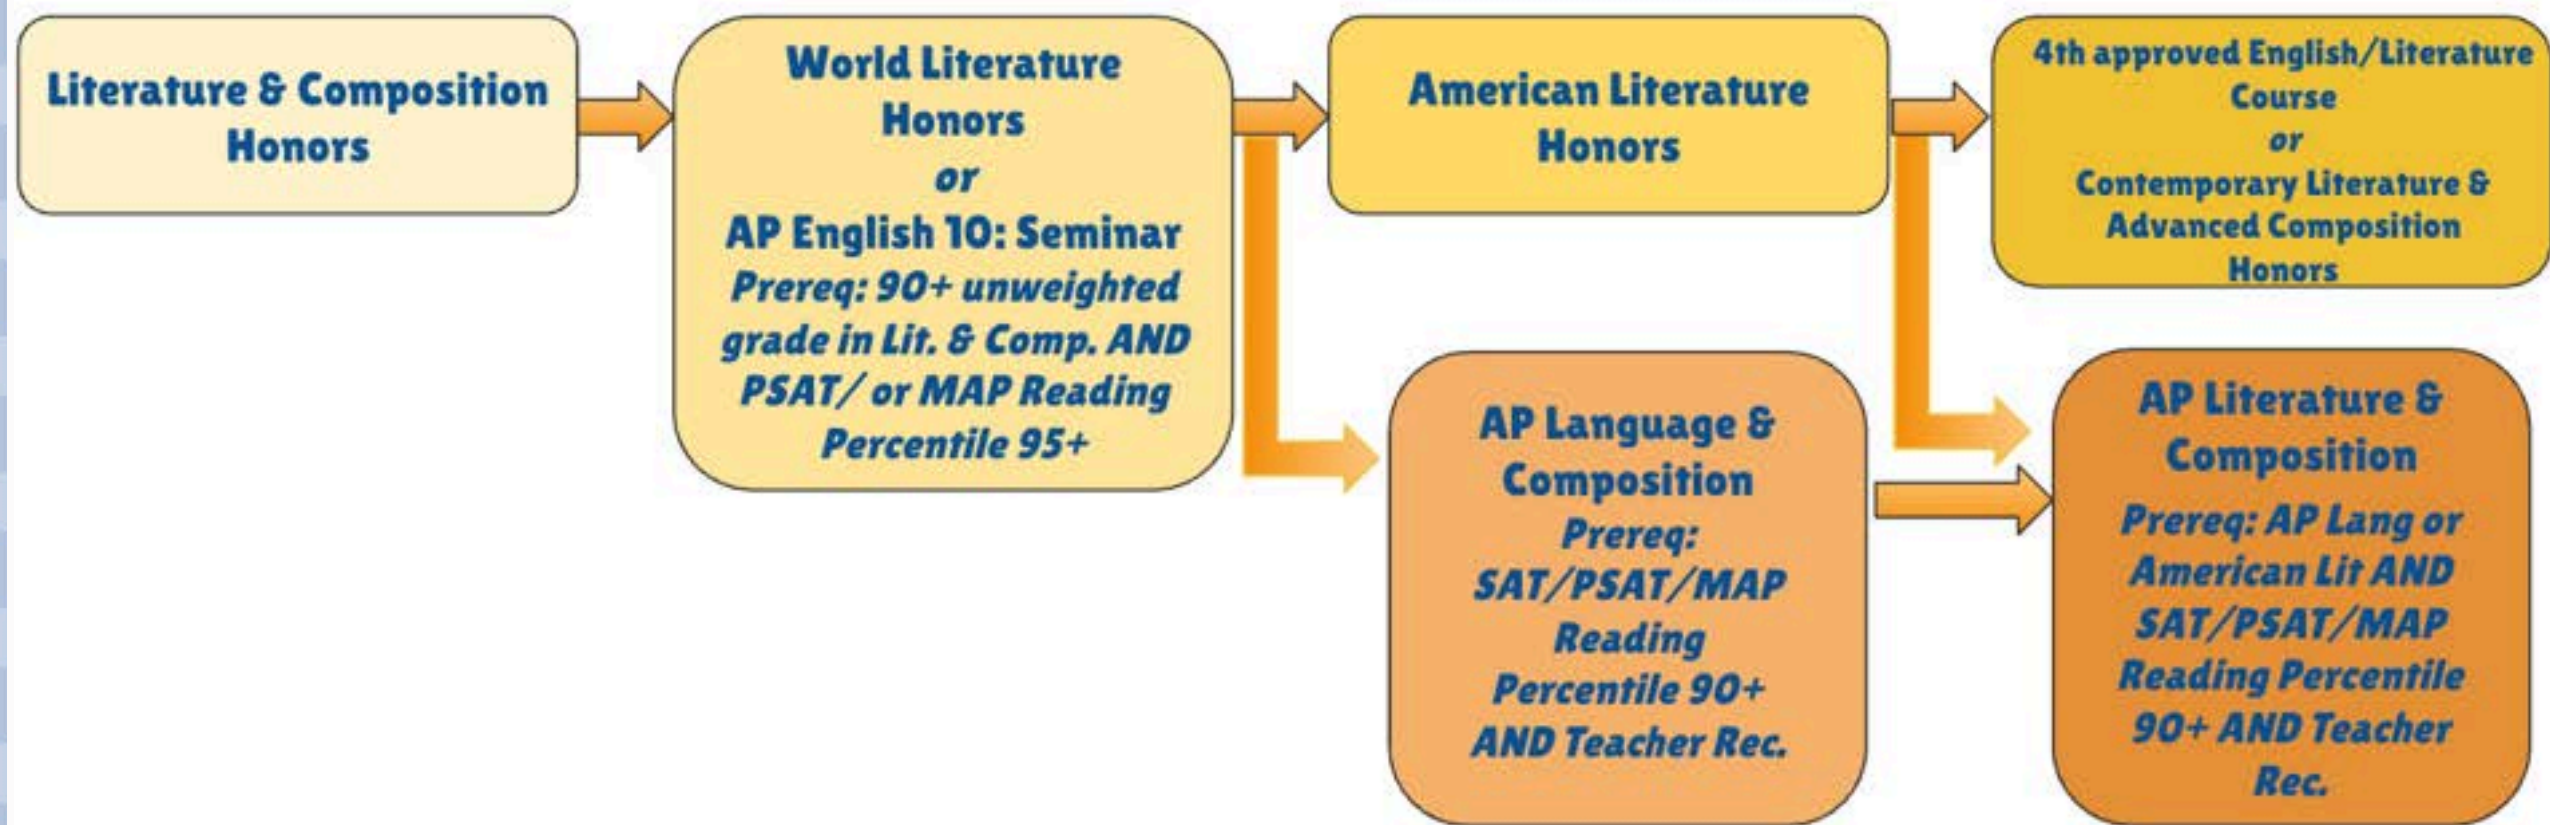 Literature & Composition
Honors
World Literature
Honors
or
AP English 10: Seminar
Prereq: 90+ unweighted
grade in Lit. & Comp. AND
PSAT/ or MAP Reading
Percentile 95+
American Literature
Honors
4th approved English/Literature
Course
or
Contemporary Literature &
Advanced Composition
Honors
AP Language &
Composition
Prereq:
SAT/PSAT/MAP
Reading
Percentile 90+
AND Teacher Rec.
AP Literature &
Composition
Prereq: AP Lang or
American Lit AND
SAT/PSAT/MAP
Reading Percentile
90+ AND Teacher
Rec.